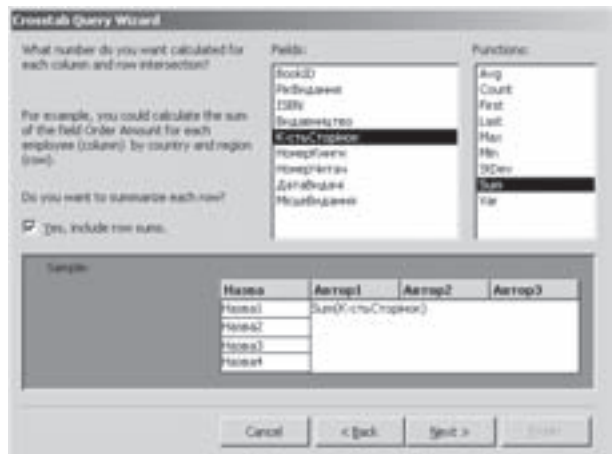 Crosstab Query Wizard
What number do you want calculated for
each column and row intersection?
For example, you could calculate the sum
of the field Order Amount for each
employee (column) by country and region
(row).
Do you want to summarize each row?
Yes, include row sums.
Fields:
BookID
РікВидання
ISBN
Видавництво
К-стьСторінок
НомерКниги
НомерЧитач
ДатаВидачі
МісцеВидання
Functions:
Avg
Count
First
Last
Max
Min
StDev
Sum
Var
Sample:
Назва Автор1 Автор2 Автор3
Назва1 Sum(К-стьСторінок)
Назва2
Назва3
Назва4
Cancel < Back Next >